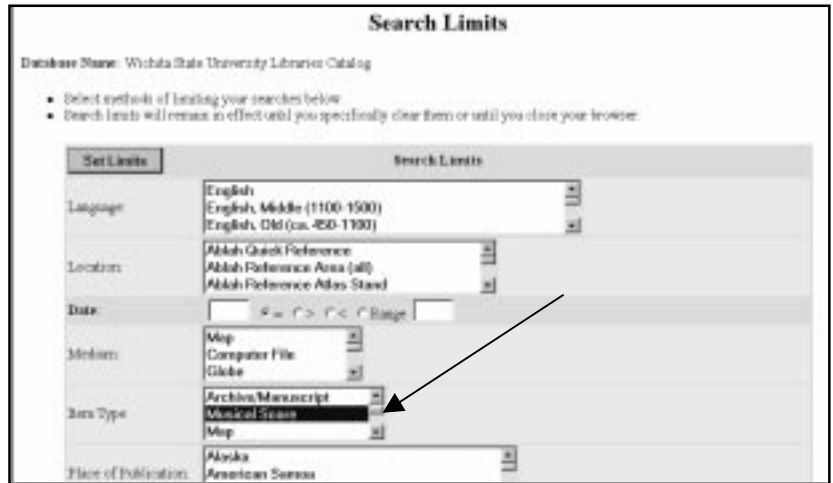 Search Limits
Database Name: Wichita State University Libraries Catalog
• Select methods of limiting your searches below
• Search limits will remain in effect until you specifically clear them or until you close your browser.
Set Limits Search Limits
Language: English
English, Middle (1100-1500)
English, Old (ca. 450-1100)
Location: Ablah Quick Reference
Ablah Reference Area (all)
Ablah Reference Atlas Stand
Date: = > < Range
Medium: Map
Computer File
Globe
Item Type: Archive/Manuscript
Musical Score
Map
Place of Publication: Alaska
American Samoa